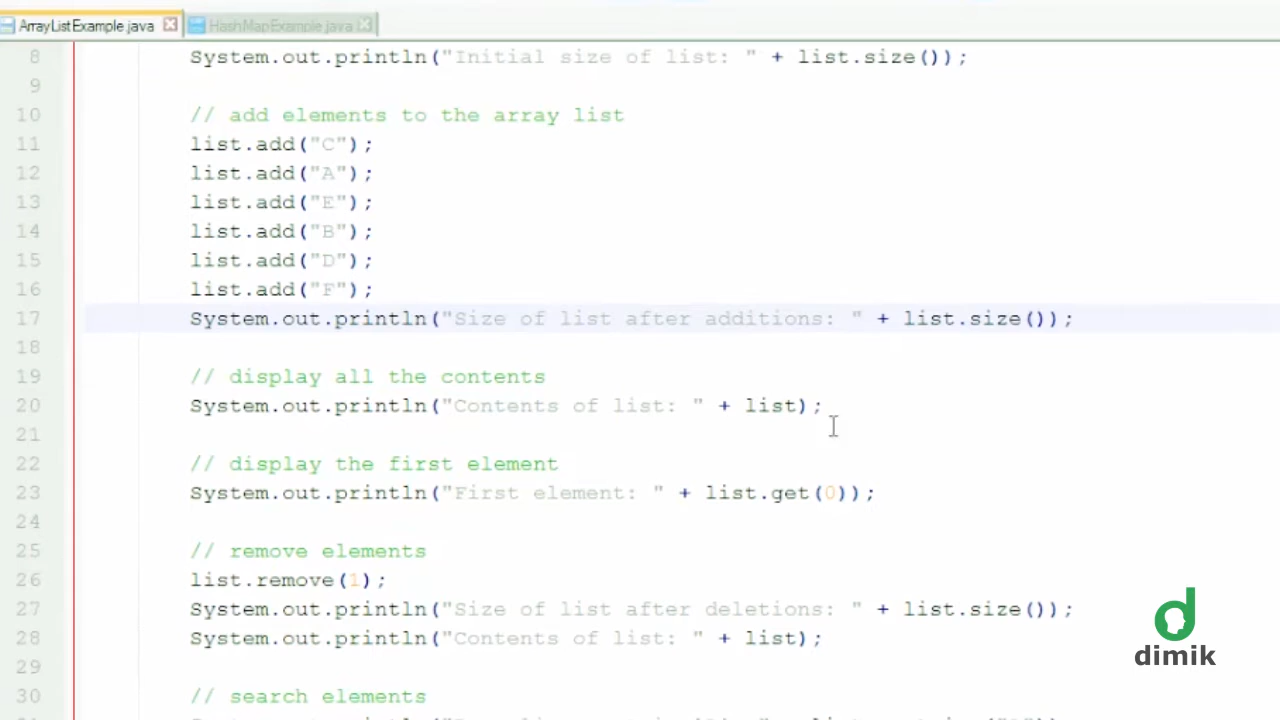 ArrayListExample.java HashMapExample.java
8 System.out.println("Initial size of list: " + list.size());
9
10 // add elements to the array list
11 list.add("C");
12 list.add("A");
13 list.add("E");
14 list.add("B");
15 list.add("D");
16 list.add("F");
17 System.out.println("Size of list after additions: " + list.size());
18
19 // display all the contents
20 System.out.println("Contents of list: " + list);
21
22 // display the first element
23 System.out.println("First element: " + list.get(0));
24
25 // remove elements
26 list.remove(1);
27 System.out.println("Size of list after deletions: " + list.size());
28 System.out.println("Contents of list: " + list);
29
30 // search elements
dimik